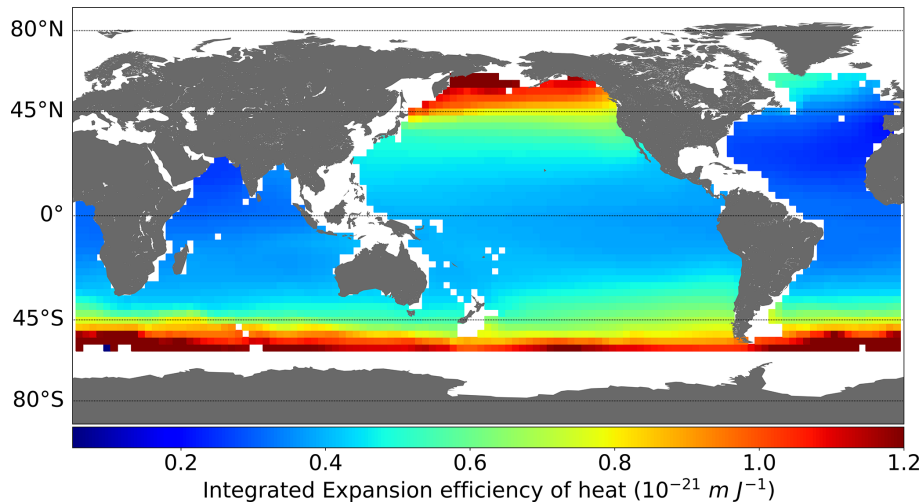 80°N
45°N
0°
45°S
80°S
0.2 0.4 0.6 0.8 1.0 1.2
Integrated Expansion efficiency of heat (10⁻²¹ m J⁻¹)